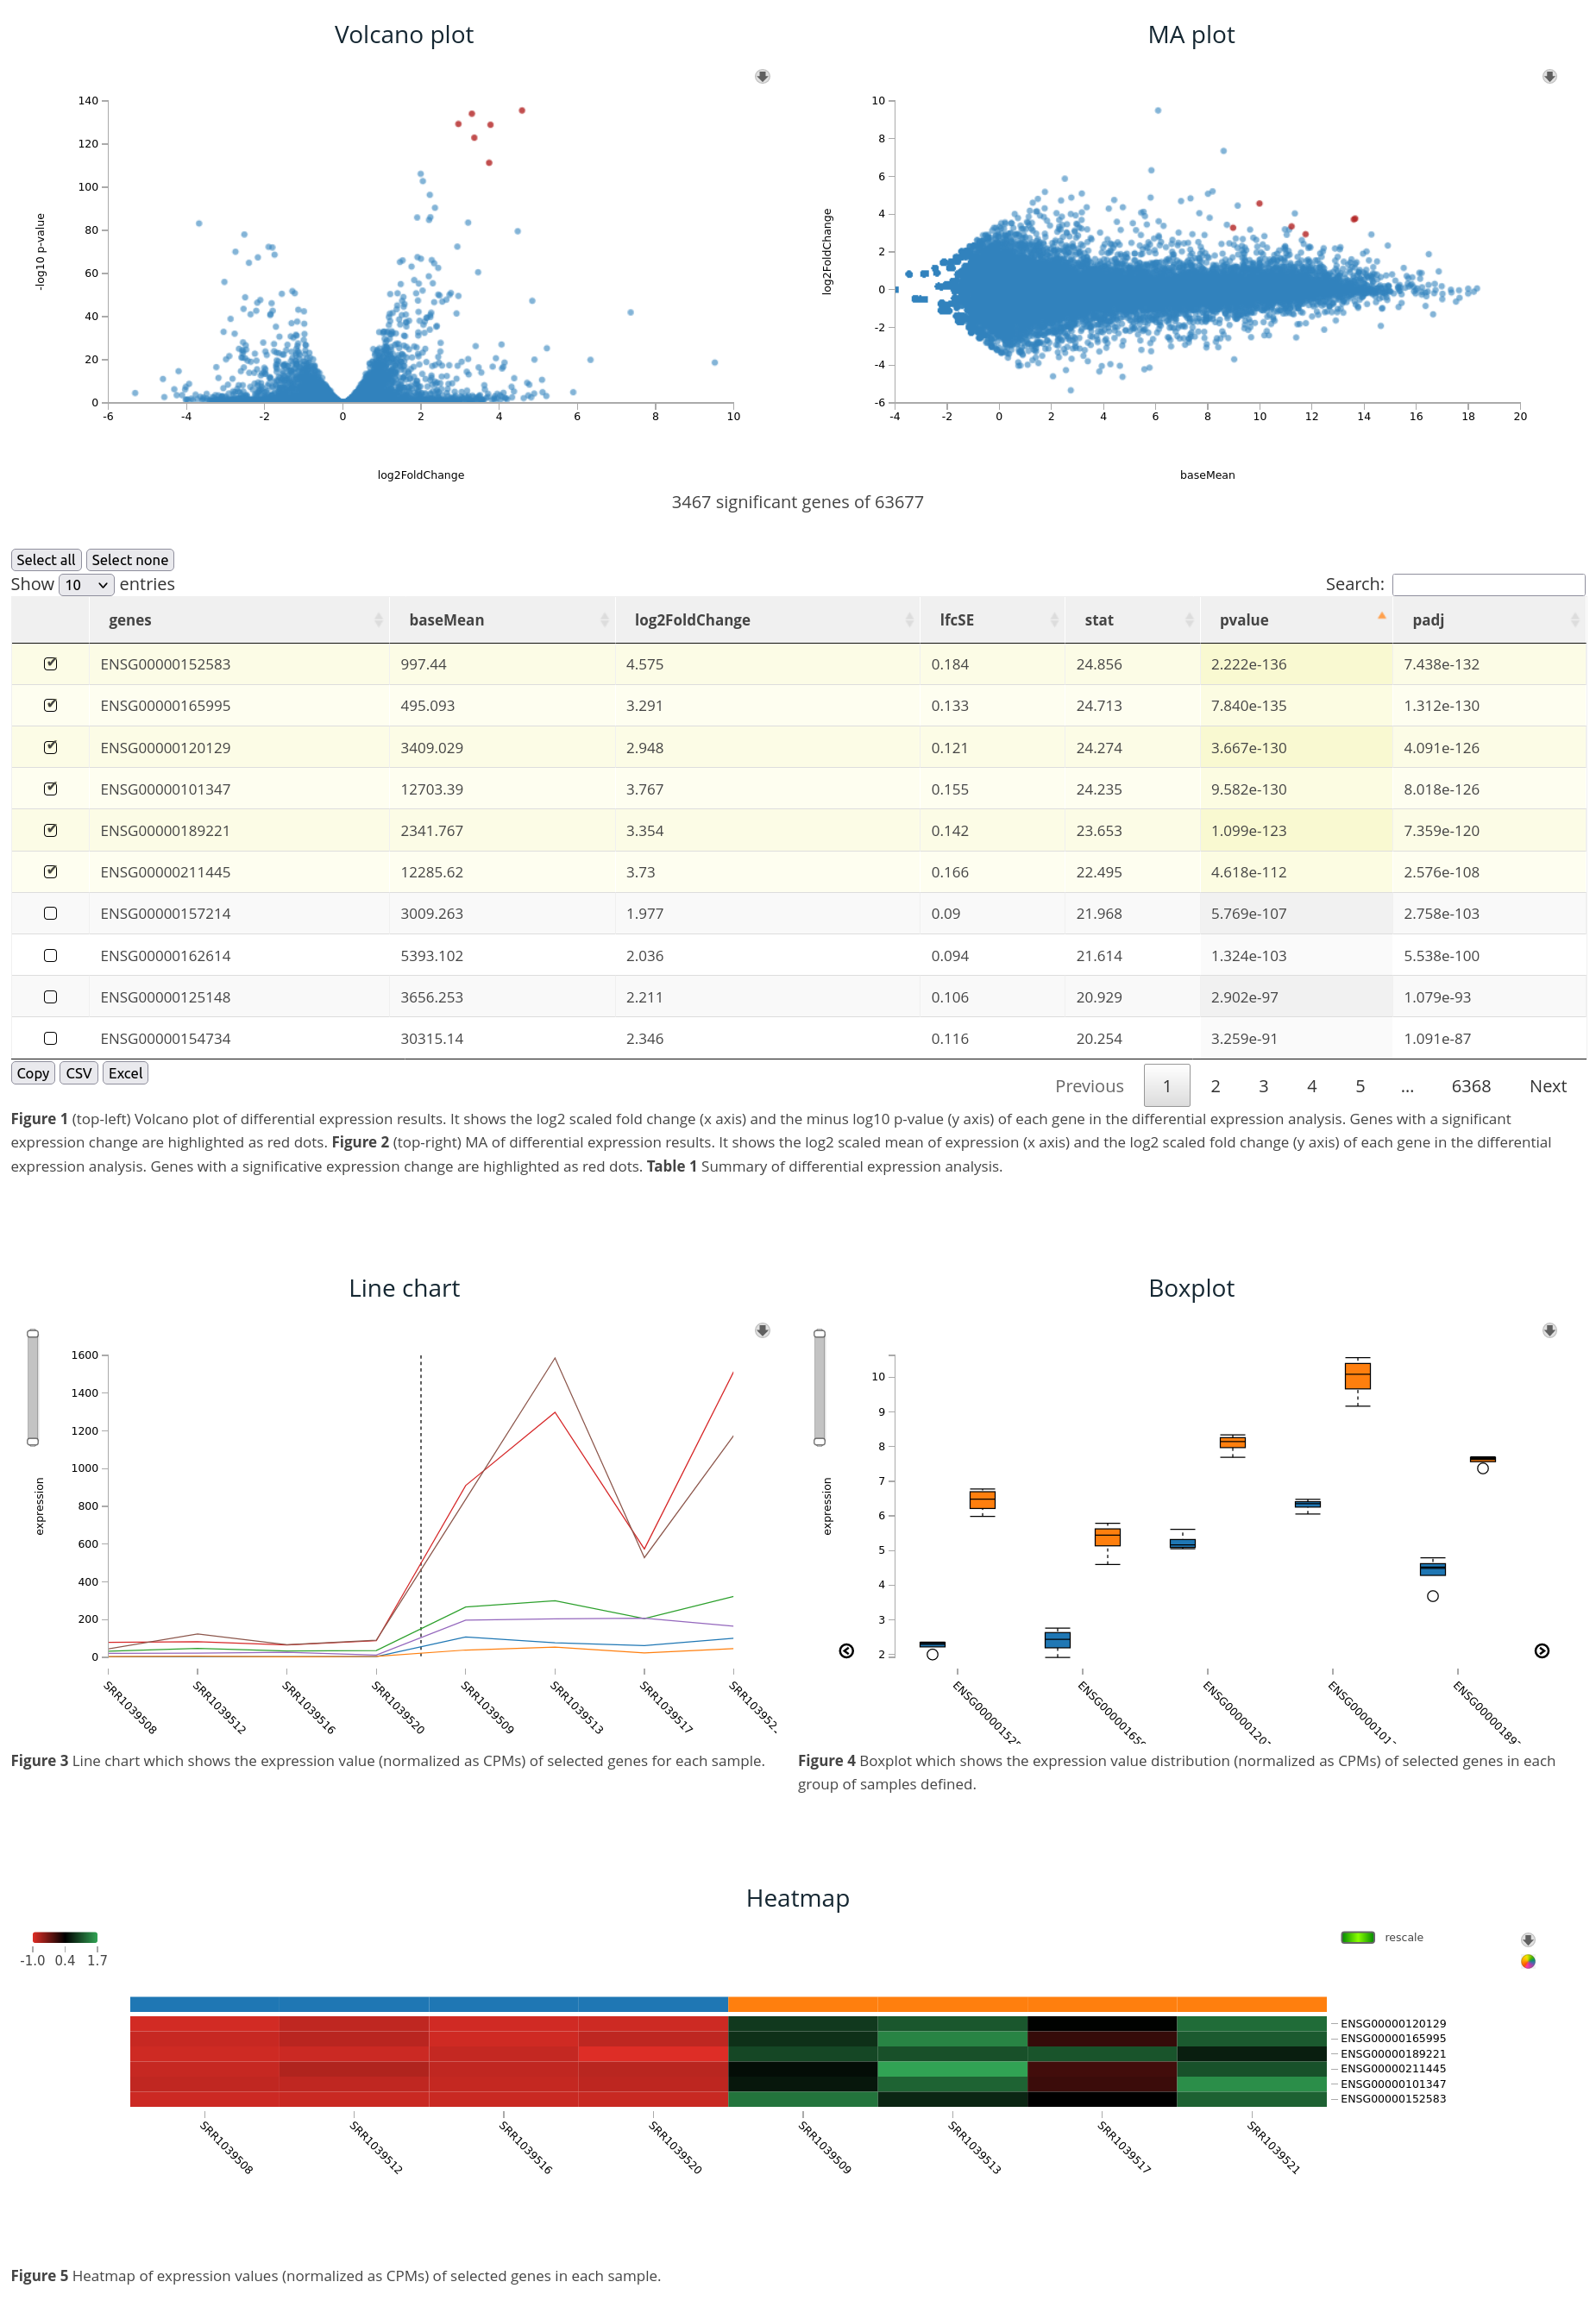 Volcano plot
MA plot
140
120
100
80
60
40
20
0
-log10 p-value
-6
-4
-2
0
2
4
6
8
10
log2FoldChange
10
8
6
4
2
0
-2
-4
-6
log2FoldChange
-4
-2
0
2
4
6
8
10
12
14
16
18
20
baseMean
3467 significant genes of 63677
Select all Select none
Show 10 entries
Search:
genes baseMean log2FoldChange lfcSE stat pvalue padj
ENSG00000152583 997.44 4.575 0.184 24.856 2.222e-136 7.438e-132
ENSG00000165995 495.093 3.291 0.133 24.713 7.840e-135 1.312e-130
ENSG00000120129 3409.029 2.948 0.121 24.274 3.667e-130 4.091e-126
ENSG00000101347 12703.39 3.767 0.155 24.235 9.582e-130 8.018e-126
ENSG00000189221 2341.767 3.354 0.142 23.653 1.099e-123 7.359e-120
ENSG00000211445 12285.62 3.73 0.166 22.495 4.618e-112 2.576e-108
ENSG00000157214 3009.263 1.977 0.09 21.968 5.769e-107 2.758e-103
ENSG00000162614 5393.102 2.036 0.094 21.614 1.324e-103 5.538e-100
ENSG00000125148 3656.253 2.211 0.106 20.929 2.902e-97 1.079e-93
ENSG00000154734 30315.14 2.346 0.116 20.254 3.259e-91 1.091e-87
Copy CSV Excel
Previous 1 2 3 4 5 ... 6368 Next
Figure 1 (top-left) Volcano plot of differential expression results. It shows the log2 scaled fold change (x axis) and the minus log10 p-value (y axis) of each gene in the differential expression analysis. Genes with a significant
expression change are highlighted as red dots. Figure 2 (top-right) MA of differential expression results. It shows the log2 scaled mean of expression (x axis) and the log2 scaled fold change (y axis) of each gene in the differential
expression analysis. Genes with a significative expression change are highlighted as red dots. Table 1 Summary of differential expression analysis.
Line chart
Boxplot
1600
1400
1200
1000
800
600
400
200
0
expression
SRR1039508
SRR1039512
SRR1039516
SRR1039520
SRR1039509
SRR1039513
SRR1039517
SRR103952
10
9
8
7
6
5
4
3
2
expression
ENSG00000152
ENSG00000165
ENSG00000120
ENSG00000101
ENSG00000189
Figure 3 Line chart which shows the expression value (normalized as CPMs) of selected genes for each sample.
Figure 4 Boxplot which shows the expression value distribution (normalized as CPMs) of selected genes in each
group of samples defined.
Heatmap
-1.0 0.4 1.7
rescale
ENSG00000120129
ENSG00000165995
ENSG00000189221
ENSG00000211445
ENSG00000101347
ENSG00000152583
SRR1039508
SRR1039512
SRR1039516
SRR1039520
SRR1039509
SRR1039513
SRR1039517
SRR1039521
Figure 5 Heatmap of expression values (normalized as CPMs) of selected genes in each sample.